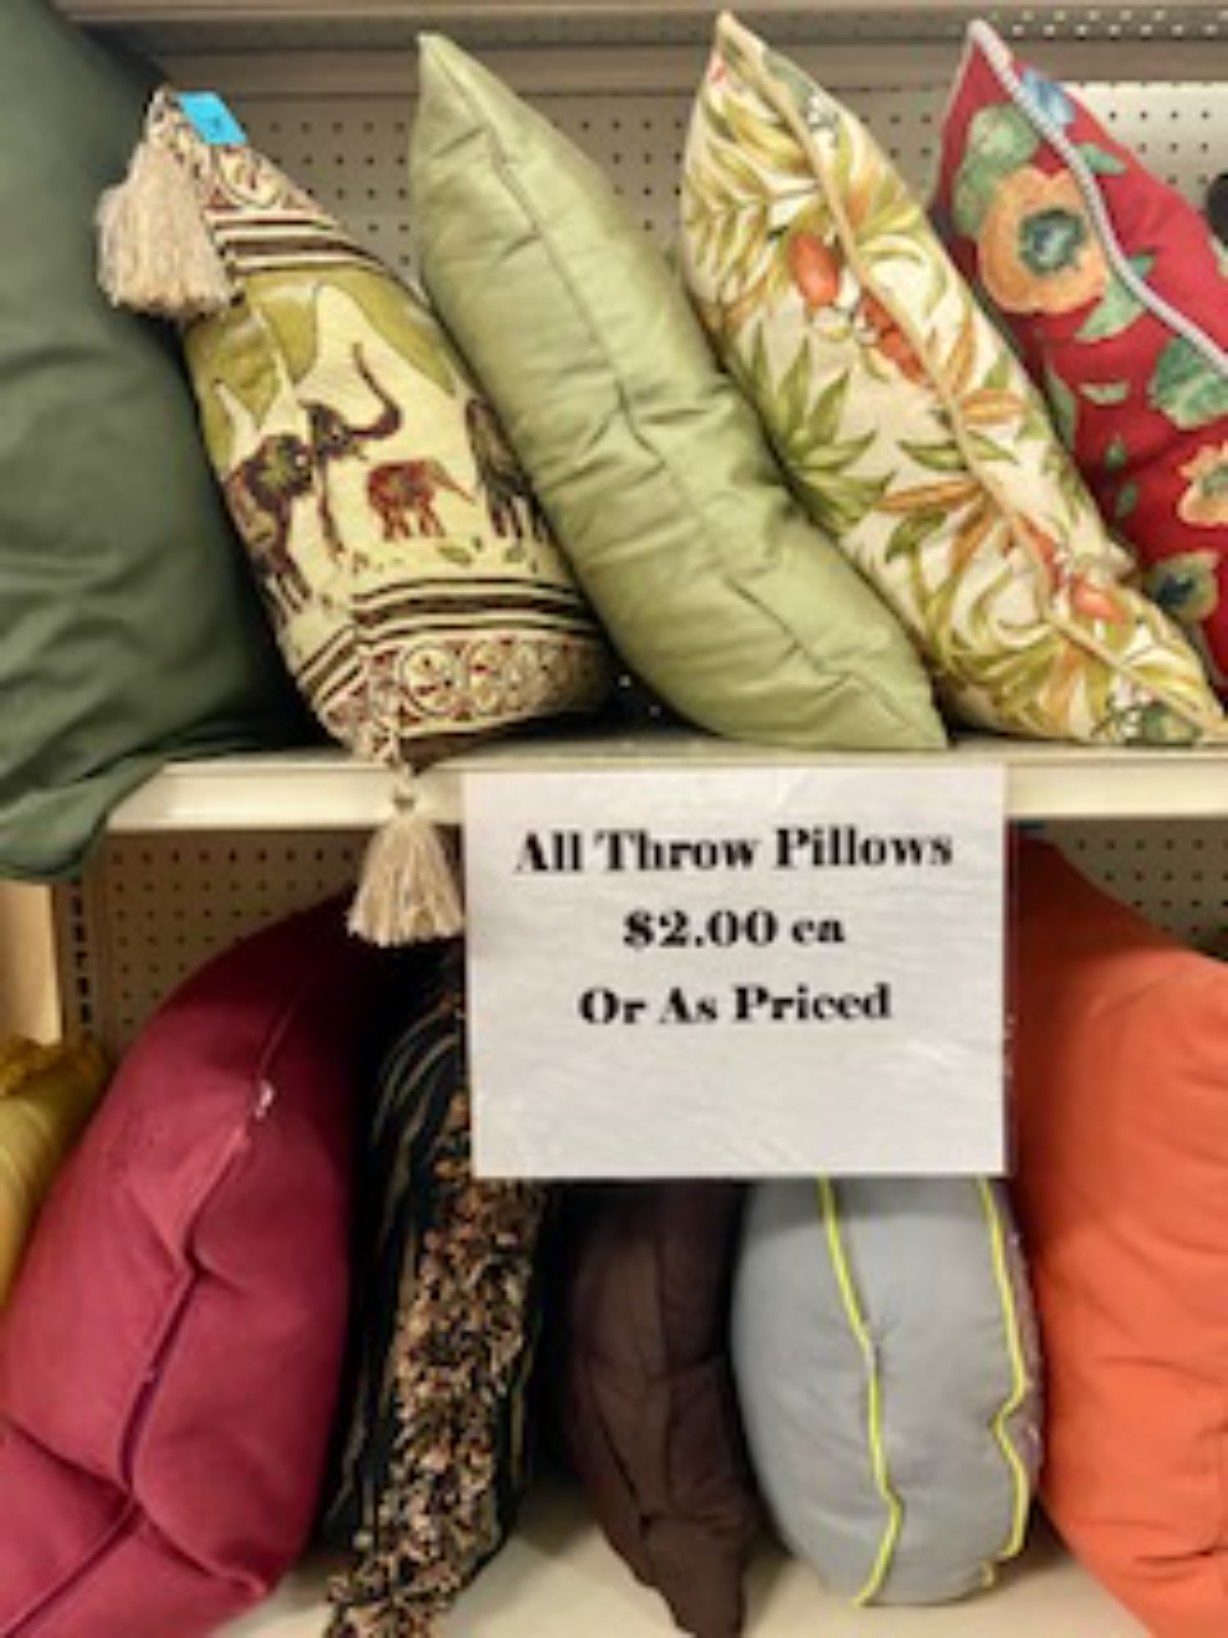 All Throw Pillows
$2.00 ea
Or As Priced